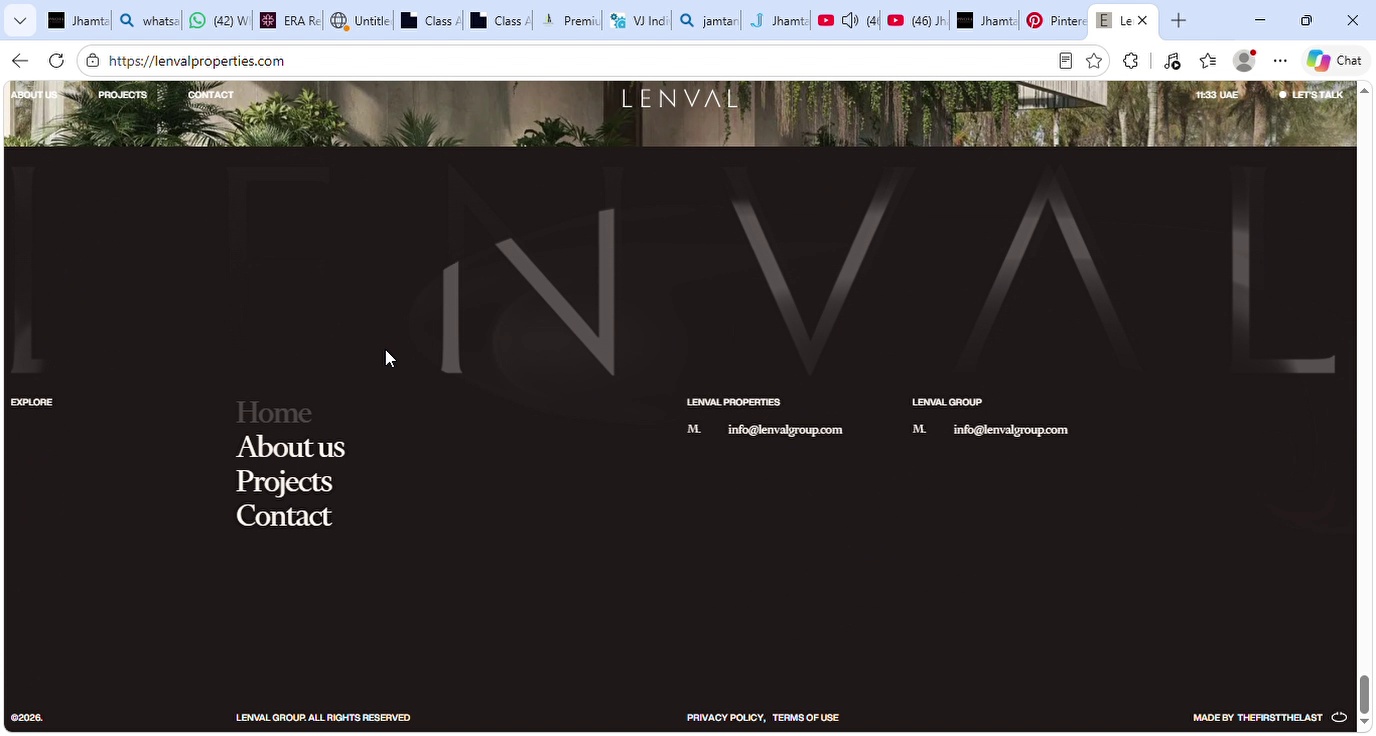 Jhamta
whatsa
(42) W
ERA Re
Untitle
Class A
Class A
Premiu
VJ Indi
jamtar
Jhamta
(46
(46) Jh
Jhamta
Pintere
Le
https://lenvalproperties.com
Chat
ABOUT US PROJECTS CONTACT LENVAL 11:33 UAE LET'S TALK
LENVAL
EXPLORE
Home
About us
Projects
Contact
LENVAL PROPERTIES
M. info@lenvalgroup.com
LENVAL GROUP
M. info@lenvalgroup.com
©2026. LENVAL GROUP. ALL RIGHTS RESERVED PRIVACY POLICY, TERMS OF USE MADE BY THEFIRSTTHELAST